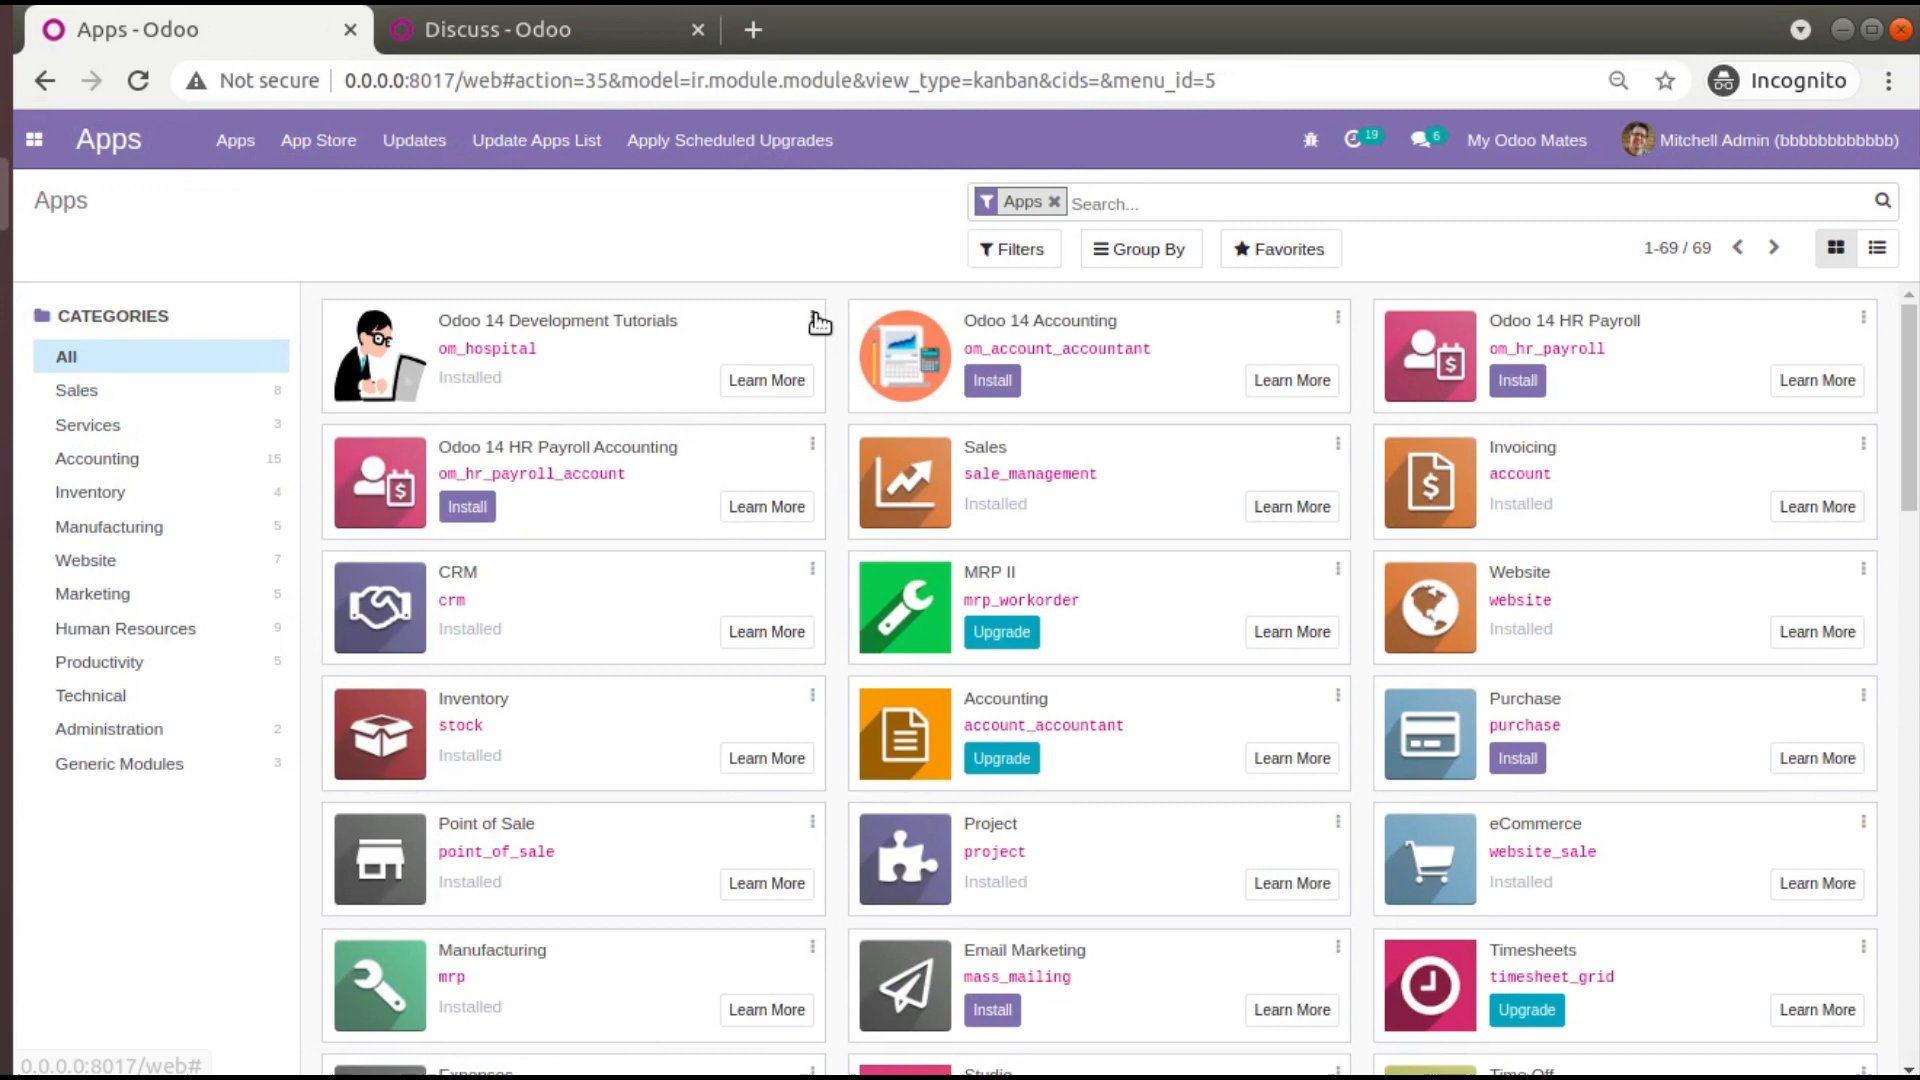 Apps - Odoo
Discuss - Odoo
Not secure
0.0.0.0:8017/web#action=35&model=ir.module.module&view_type=kanban&cids=&menu_id=5
Incognito
Apps
Apps
App Store
Updates
Update Apps List
Apply Scheduled Upgrades
19
6
My Odoo Mates
Mitchell Admin (bbbbbbbbbbbb)
Apps
Apps
Search...
Filters
Group By
Favorites
1-69 / 69
CATEGORIES
All
Sales 8
Services 3
Accounting 15
Inventory 4
Manufacturing 5
Website 7
Marketing 5
Human Resources 9
Productivity 5
Technical
Administration 2
Generic Modules 3
Odoo 14 Development Tutorials
om_hospital
Installed
Learn More
Odoo 14 Accounting
om_account_accountant
Install
Learn More
Odoo 14 HR Payroll
om_hr_payroll
Install
Learn More
Odoo 14 HR Payroll Accounting
om_hr_payroll_account
Install
Learn More
Sales
sale_management
Installed
Learn More
Invoicing
account
Installed
Learn More
CRM
crm
Installed
Learn More
MRP II
mrp_workorder
Upgrade
Learn More
Website
website
Installed
Learn More
Inventory
stock
Installed
Learn More
Accounting
account_accountant
Upgrade
Learn More
Purchase
purchase
Install
Learn More
Point of Sale
point_of_sale
Installed
Learn More
Project
project
Installed
Learn More
eCommerce
website_sale
Installed
Learn More
Manufacturing
mrp
Installed
Learn More
Email Marketing
mass_mailing
Install
Learn More
Timesheets
timesheet_grid
Upgrade
Learn More
Expenses
Studio
Time Off
0.0.0.0:8017/web#